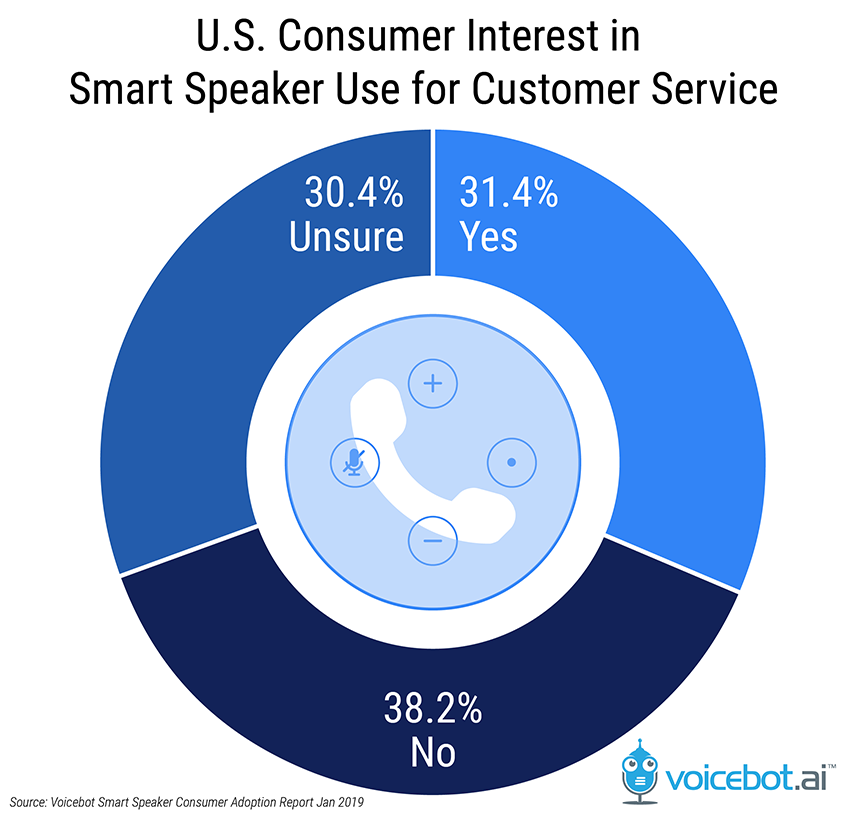 U.S. Consumer Interest in
Smart Speaker Use for Customer Service
30.4%
Unsure
31.4%
Yes
38.2%
No
voicebot.ai™
Source: Voicebot Smart Speaker Consumer Adoption Report Jan 2019